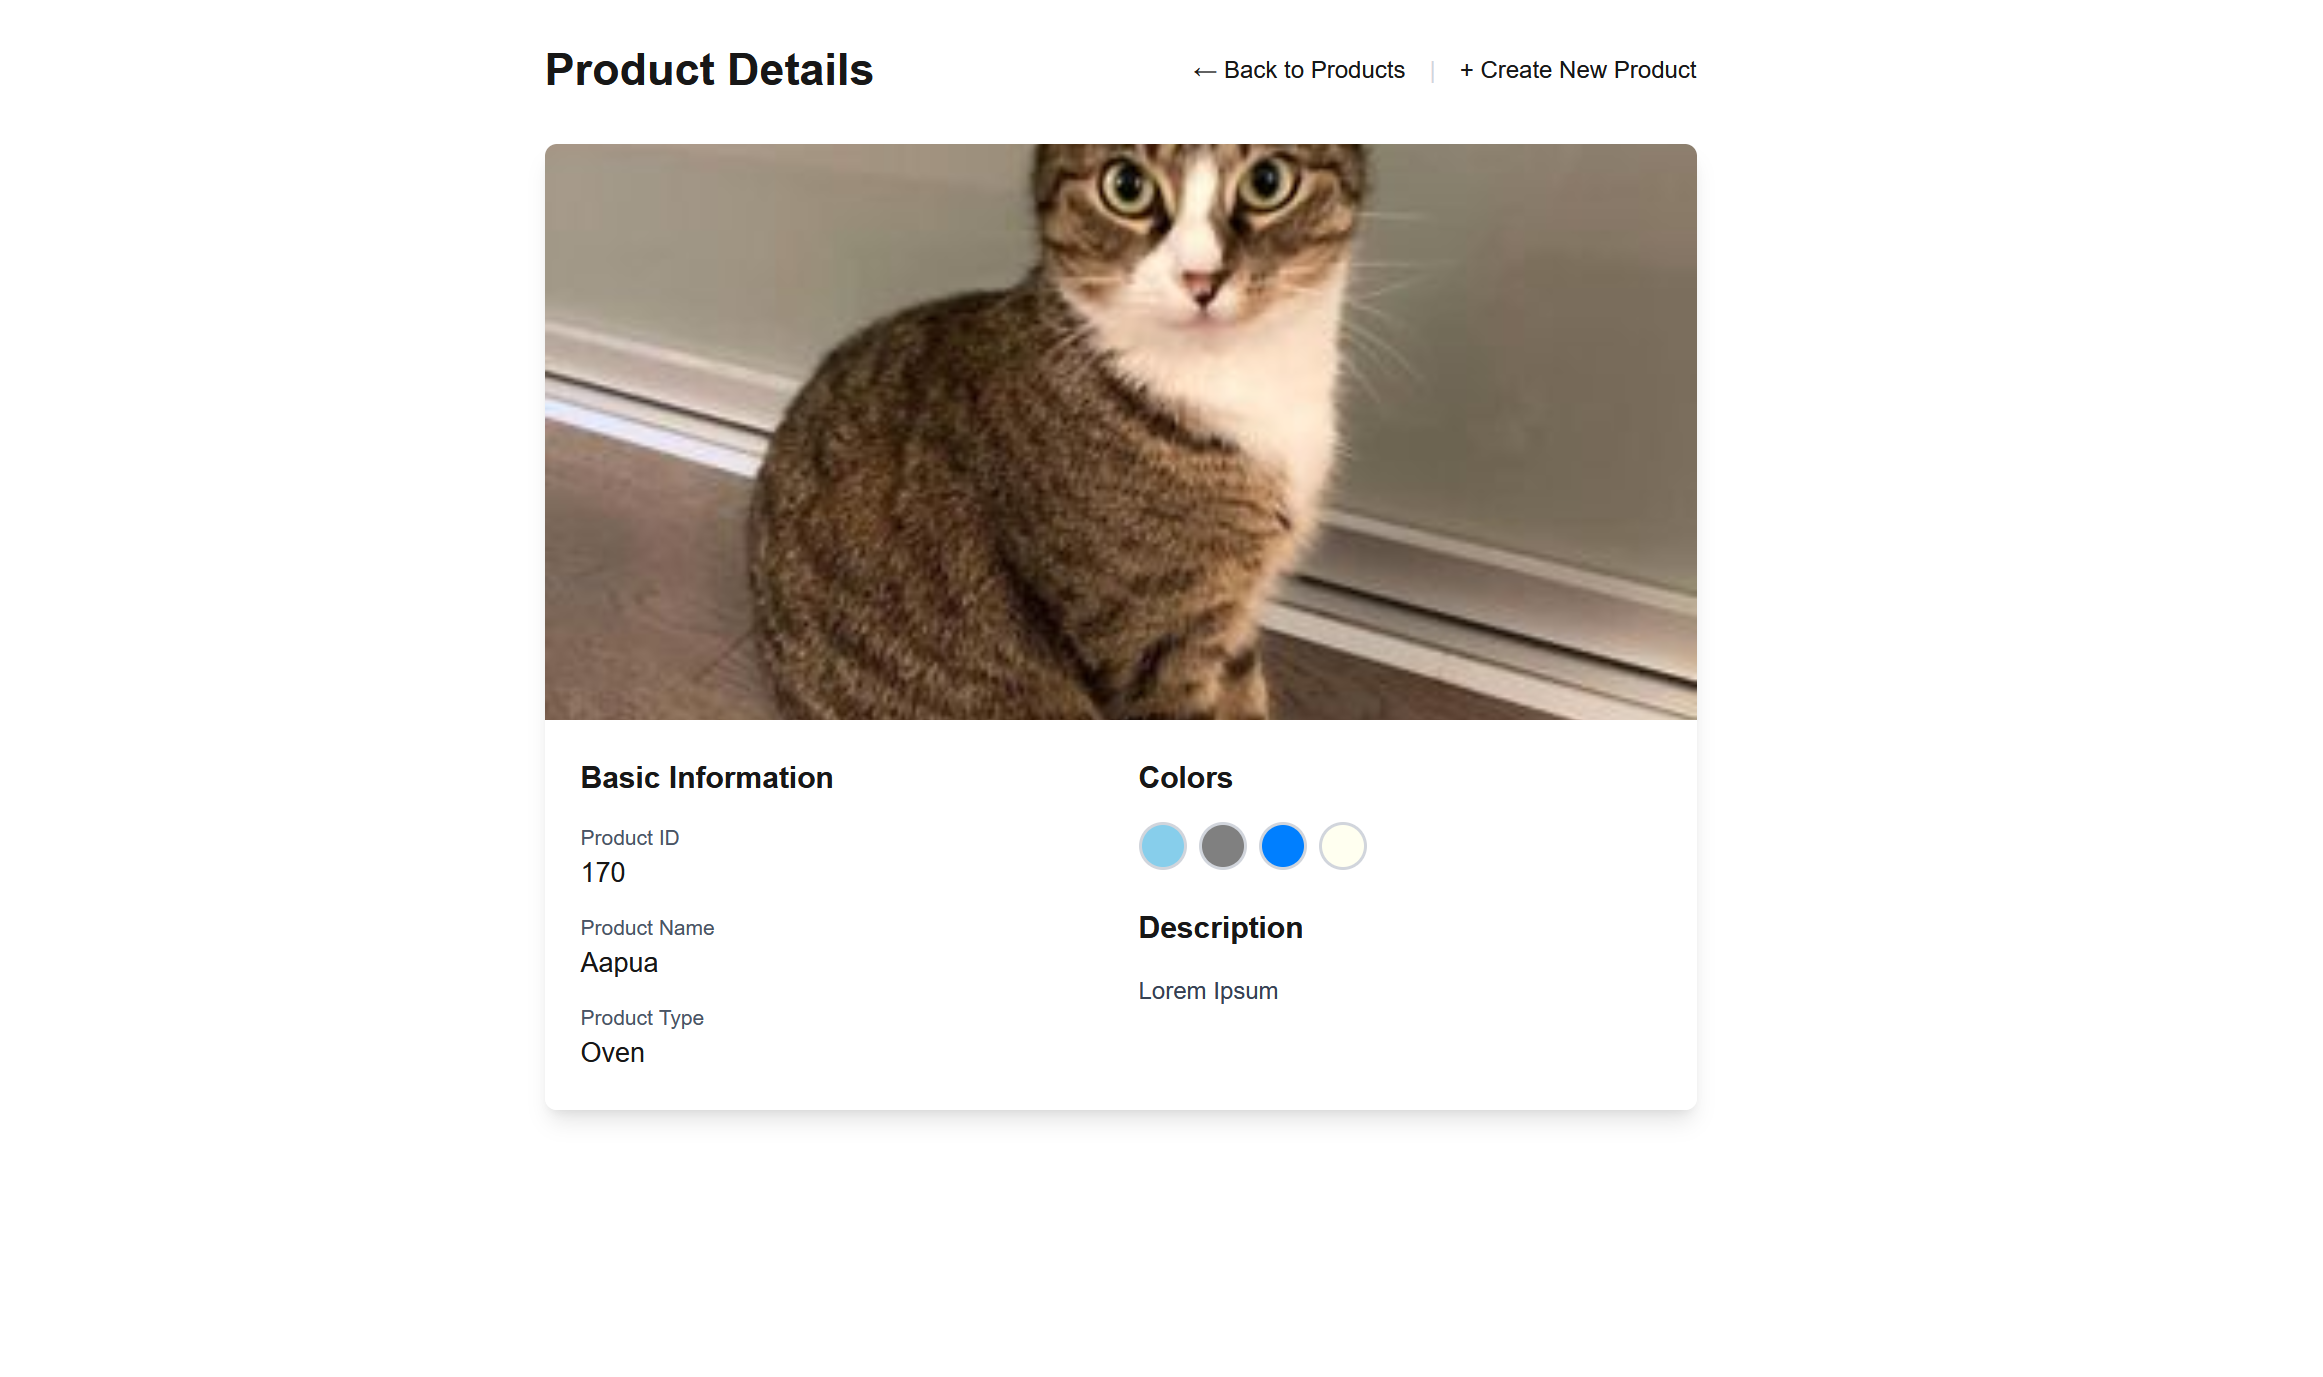 Product Details
← Back to Products | + Create New Product
Basic Information
Product ID
170
Product Name
Aapua
Product Type
Oven
Colors
Description
Lorem Ipsum